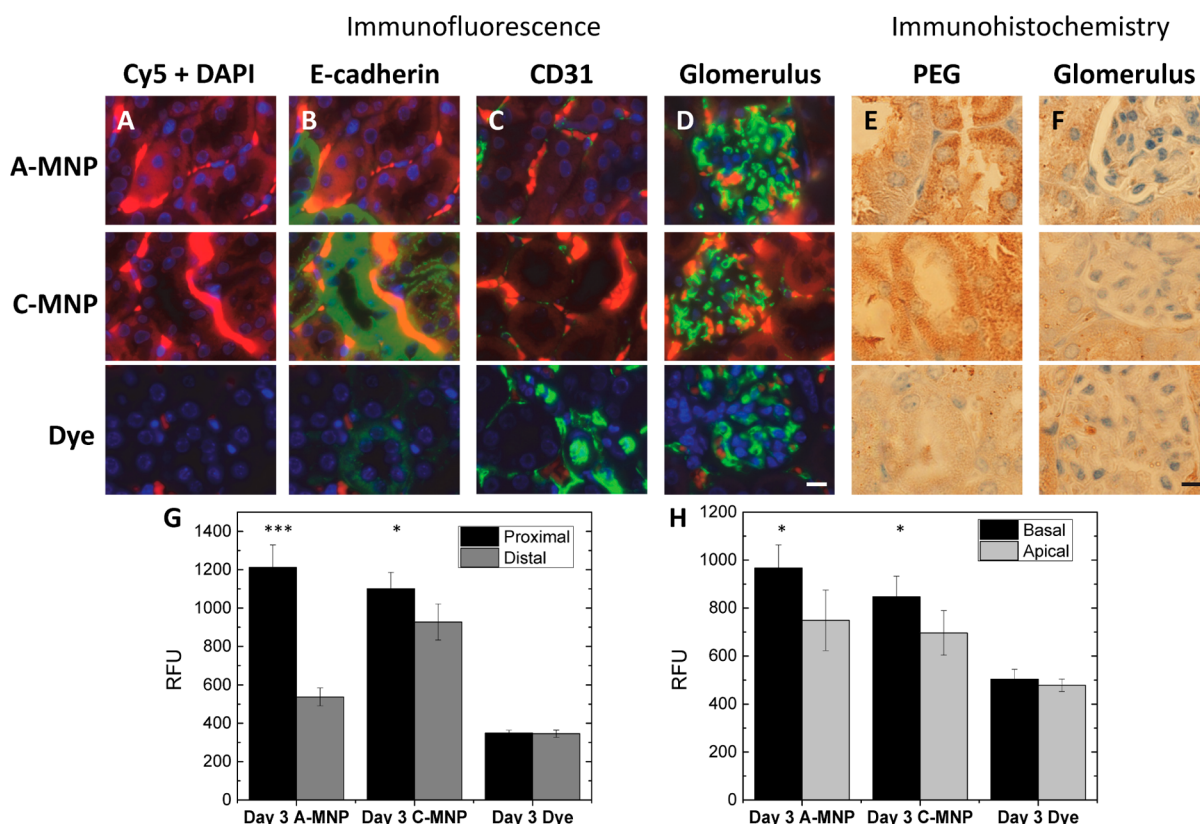 Immunofluorescence Immunohistochemistry
Cy5 + DAPI E-cadherin CD31 Glomerulus PEG Glomerulus
A-MNP A B C D E F
C-MNP
Dye
G
1400
1200
1000
800
600
400
200
0
RFU
*** *
Proximal
Distal
Day 3 A-MNP Day 3 C-MNP Day 3 Dye
H
1200
1000
800
600
400
200
0
RFU
* *
Basal
Apical
Day 3 A-MNP Day 3 C-MNP Day 3 Dye